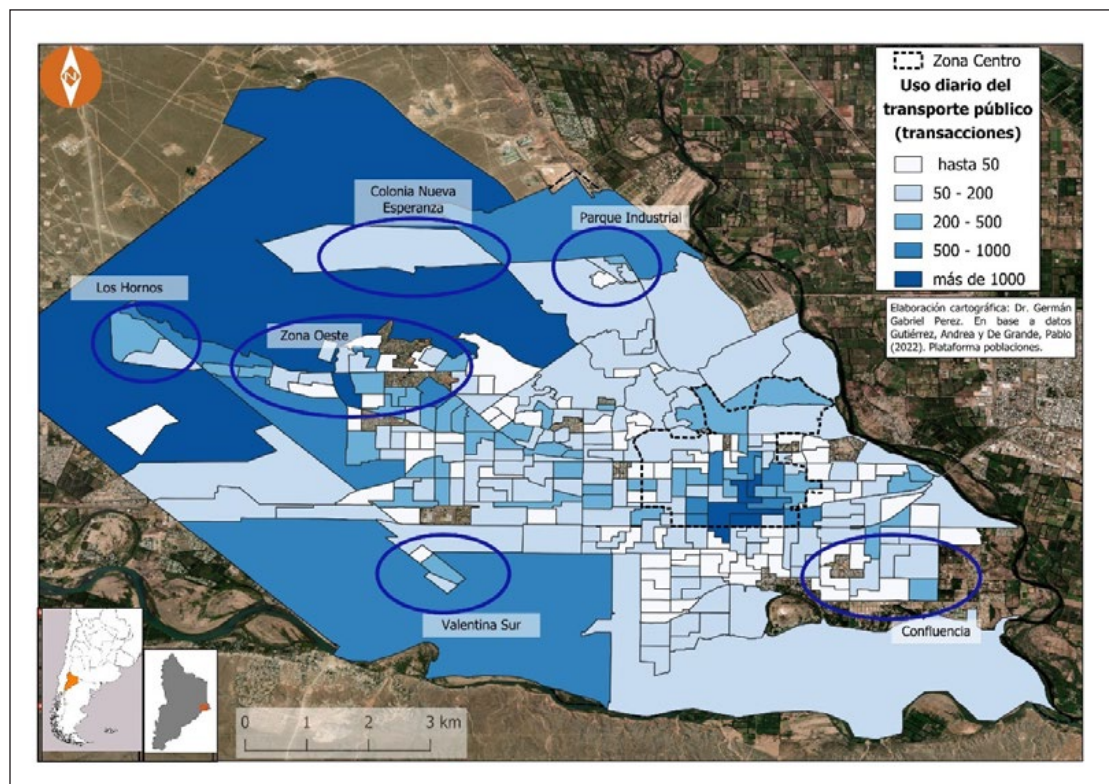 N
Zona Centro
Uso diario del
transporte público
(transacciones)
hasta 50
50 - 200
200 - 500
500 - 1000
más de 1000
Elaboración cartográfica: Dr. Germán
Gabriel Perez. En base a datos
Gutiérrez, Andrea y De Grande, Pablo
(2022). Plataforma poblaciones.
Colonia Nueva
Esperanza
Parque Industrial
Los Hornos
Zona Oeste
Valentina Sur
Confluencia
0 1 2 3 km